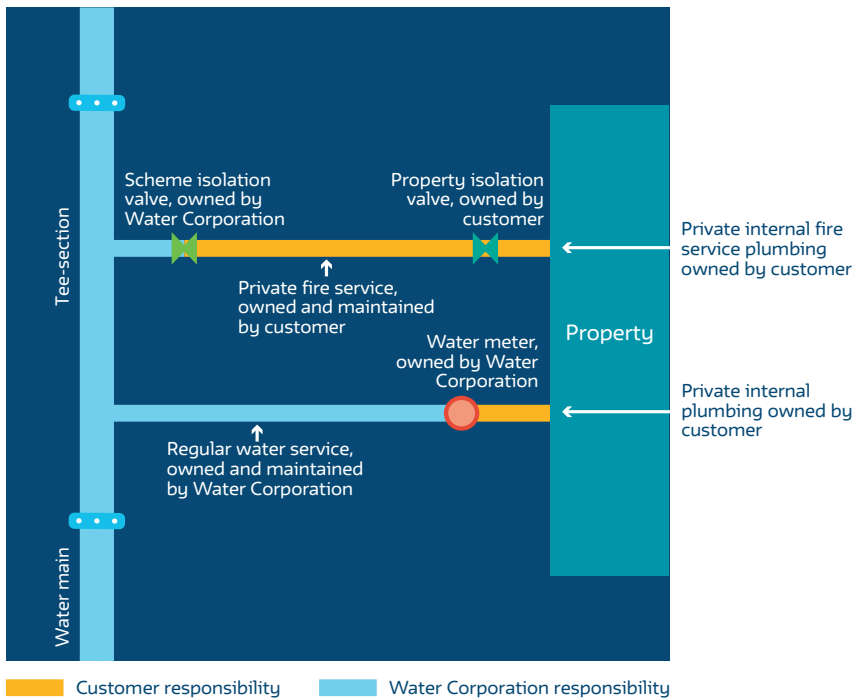 Scheme isolation
valve, owned by
Water Corporation
Property isolation
valve, owned by
customer
Tee-section
Private internal fire
service plumbing
owned by customer
Private fire service,
owned and maintained
by customer
Property
Water meter,
owned by Water
Corporation
Private internal
plumbing owned by
customer
Regular water service,
owned and maintained
by Water Corporation
Water main
Customer responsibility
Water Corporation responsibility